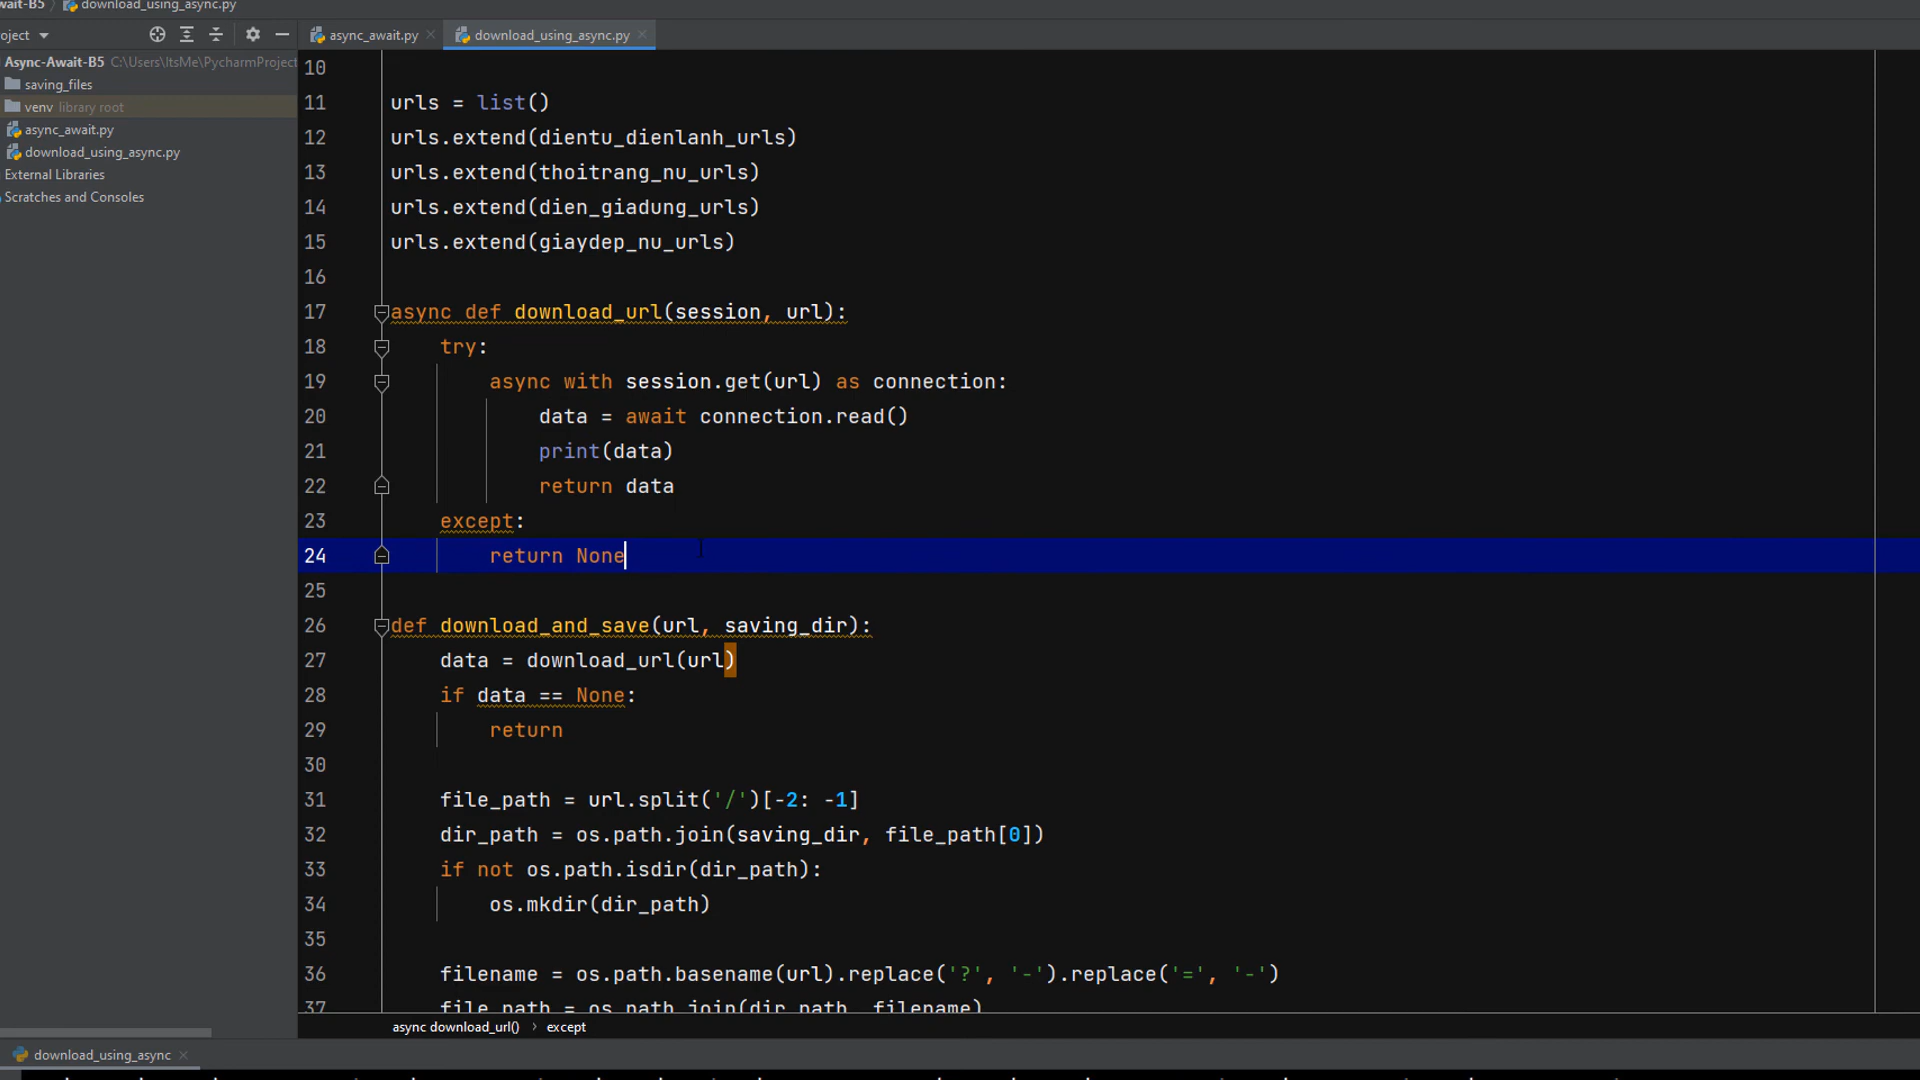 wait-B5 download_using_async.py
oject
async_await.py download_using_async.py
Async-Await-B5 C:\Users\ItsMe\PycharmProject
saving_files
venv library root
async_await.py
download_using_async.py
External Libraries
Scratches and Consoles
10
11 urls = list()
12 urls.extend(dientu_dienlanh_urls)
13 urls.extend(thoitrang_nu_urls)
14 urls.extend(dien_giadung_urls)
15 urls.extend(giaydep_nu_urls)
16
17 async def download_url(session, url):
18 try:
19 async with session.get(url) as connection:
20 data = await connection.read()
21 print(data)
22 return data
23 except:
24 return None
25
26 def download_and_save(url, saving_dir):
27 data = download_url(url)
28 if data == None:
29 return
30
31 file_path = url.split('/')[-2: -1]
32 dir_path = os.path.join(saving_dir, file_path[0])
33 if not os.path.isdir(dir_path):
34 os.mkdir(dir_path)
35
36 filename = os.path.basename(url).replace('?', '-').replace('=', '-')
37 file_path = os.path.join(dir_path, filename)
async download_url() › except
download_using_async